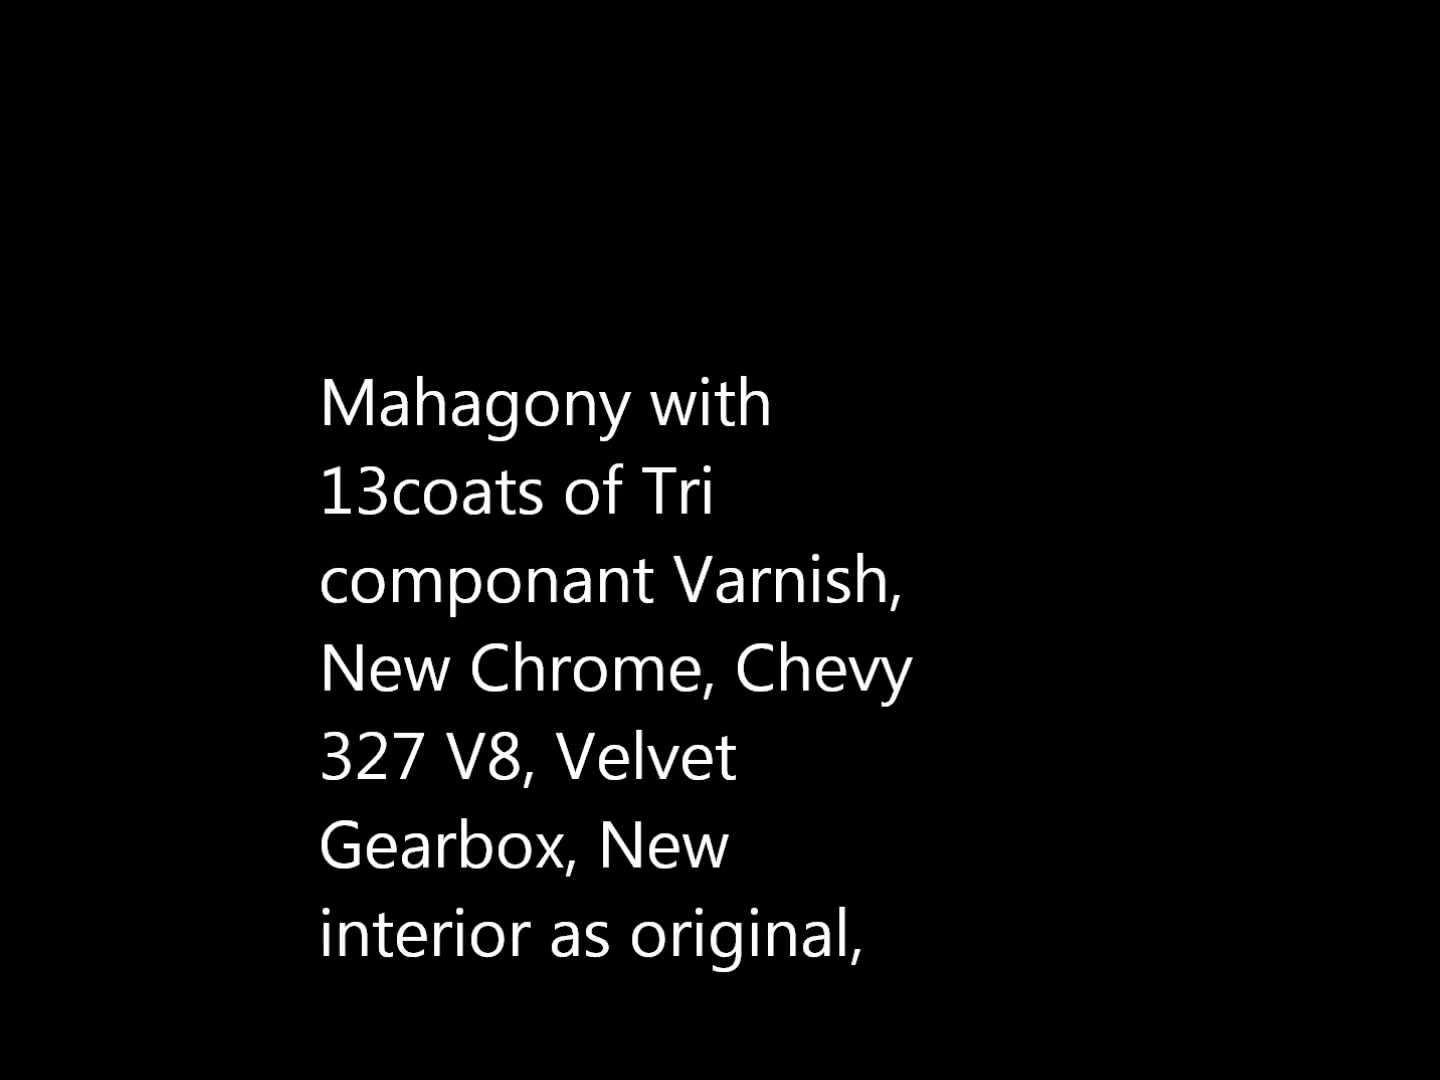 Mahagony with
13coats of Tri
componant Varnish,
New Chrome, Chevy
327 V8, Velvet
Gearbox, New
interior as original,